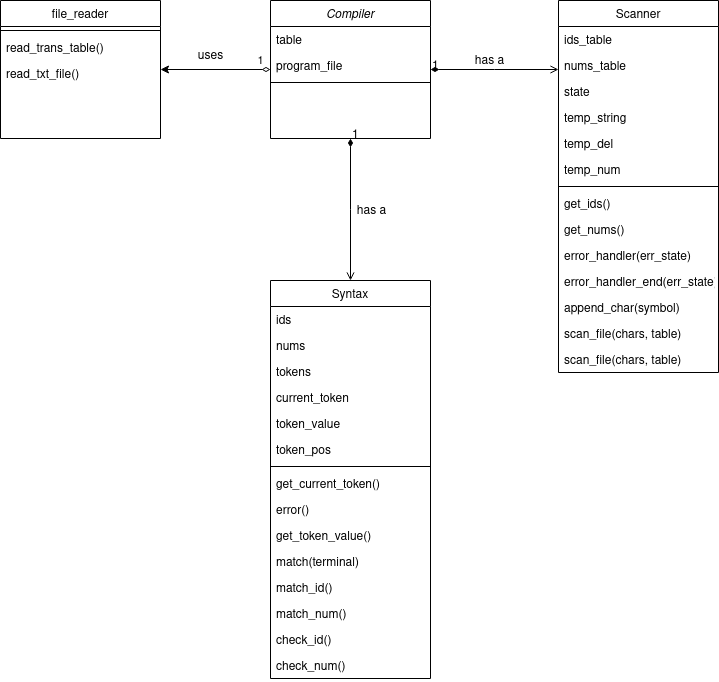 file_reader
read_trans_table()
read_txt_file()
uses
1
Compiler
table
program_file
1
has a
1
has a
Scanner
ids_table
nums_table
state
temp_string
temp_del
temp_num
get_ids()
get_nums()
error_handler(err_state)
error_handler_end(err_state
append_char(symbol)
scan_file(chars, table)
scan_file(chars, table)
Syntax
ids
nums
tokens
current_token
token_value
token_pos
get_current_token()
error()
get_token_value()
match(terminal)
match_id()
match_num()
check_id()
check_num()